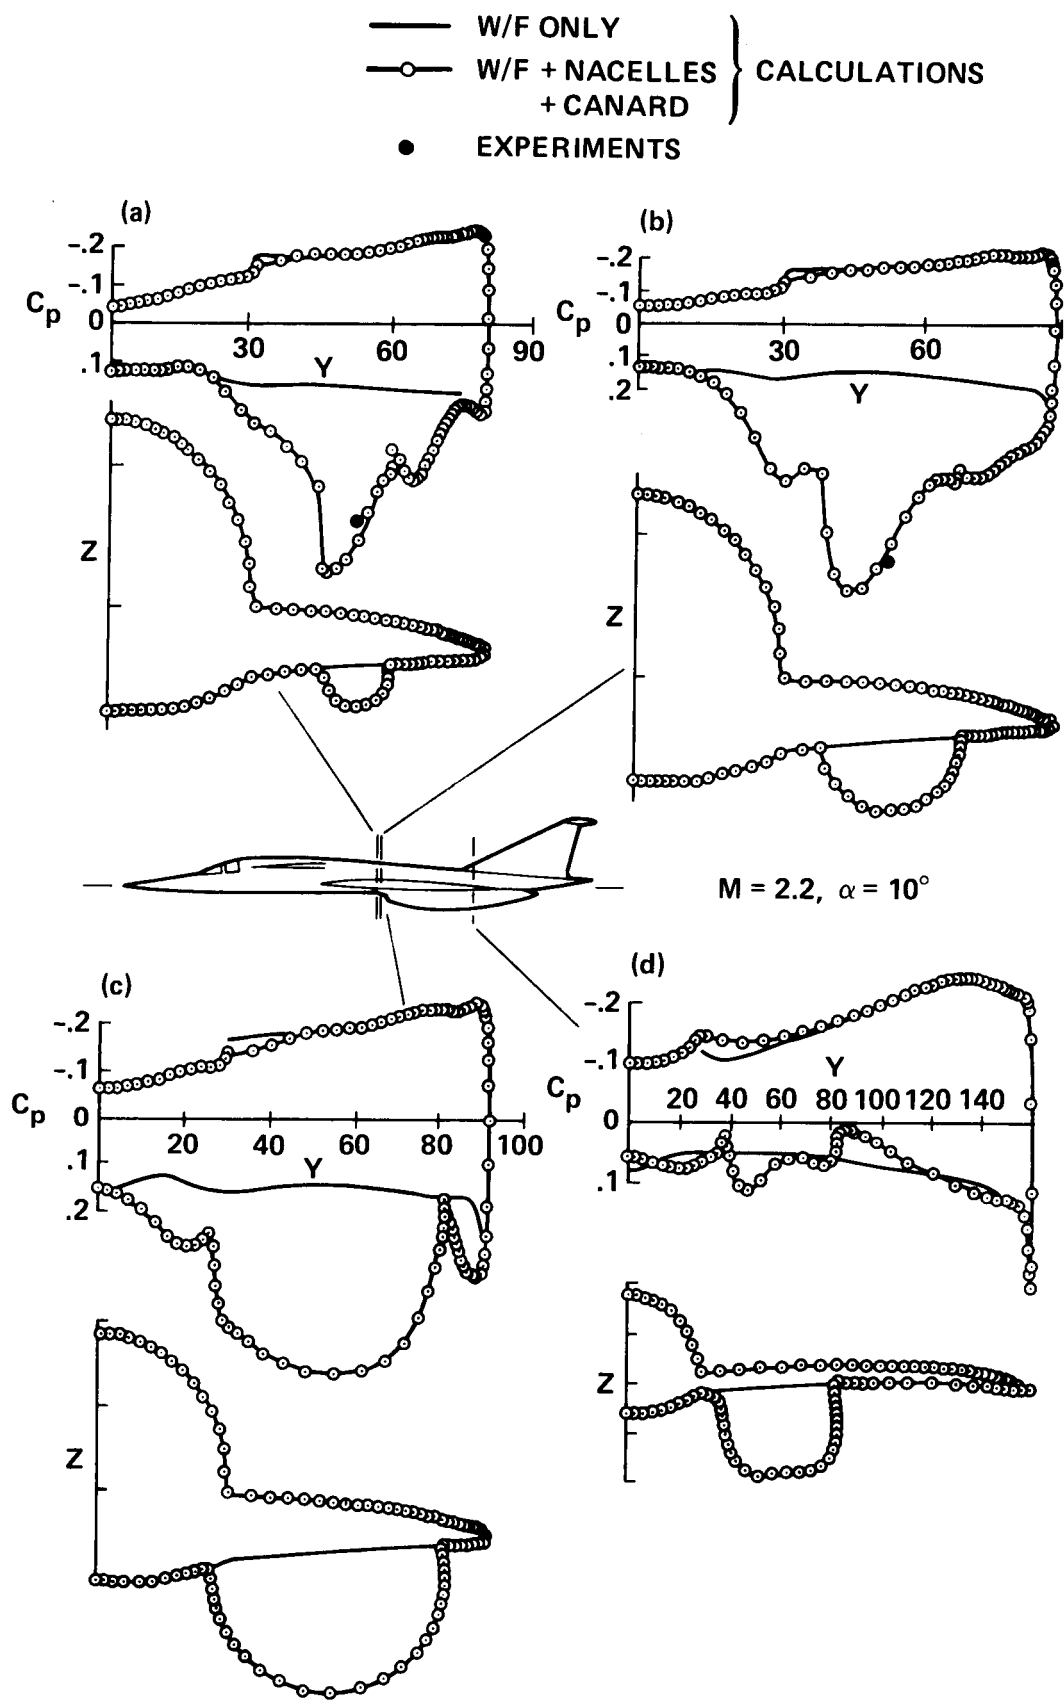 W/F ONLY
W/F + NACELLES
+ CANARD
CALCULATIONS
EXPERIMENTS
(a)
-.2
-.1
Cp
0
30
60
90
.1
Y
Z
(b)
-.2
-.1
Cp
0
30
60
.1
.2
Y
Z
M = 2.2, α = 10°
(c)
-.2
-.1
Cp
0
20
40
60
80
100
.1
Y
.2
Z
(d)
-.2
-.1
Y
Cp
0
20
40
60
80
100
120
140
.1
Z